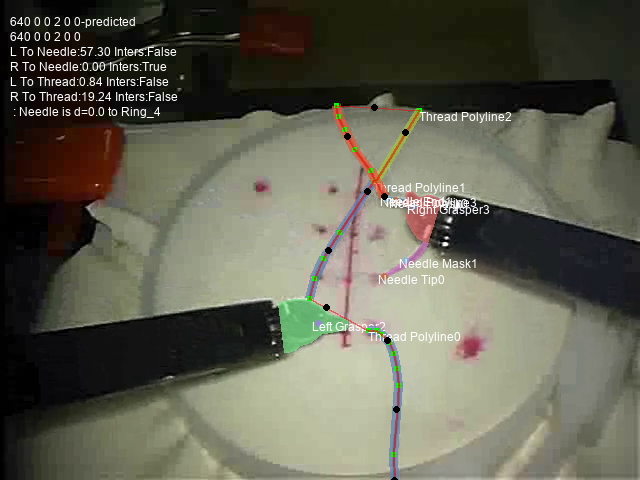 640 0 0 2 0 0-predicted
640 0 0 2 0 0
L To Needle:57.30 Inters:False
R To Needle:0.00 Inters:True
L To Thread:0.84 Inters:False
R To Thread:19.24 Inters:False
: Needle is d=0.0 to Ring_4
Thread Polyline2
Thread Polyline1
Right Grasper3
Needle Mask1
Needle Tip0
Left Grasper2
Thread Polyline0